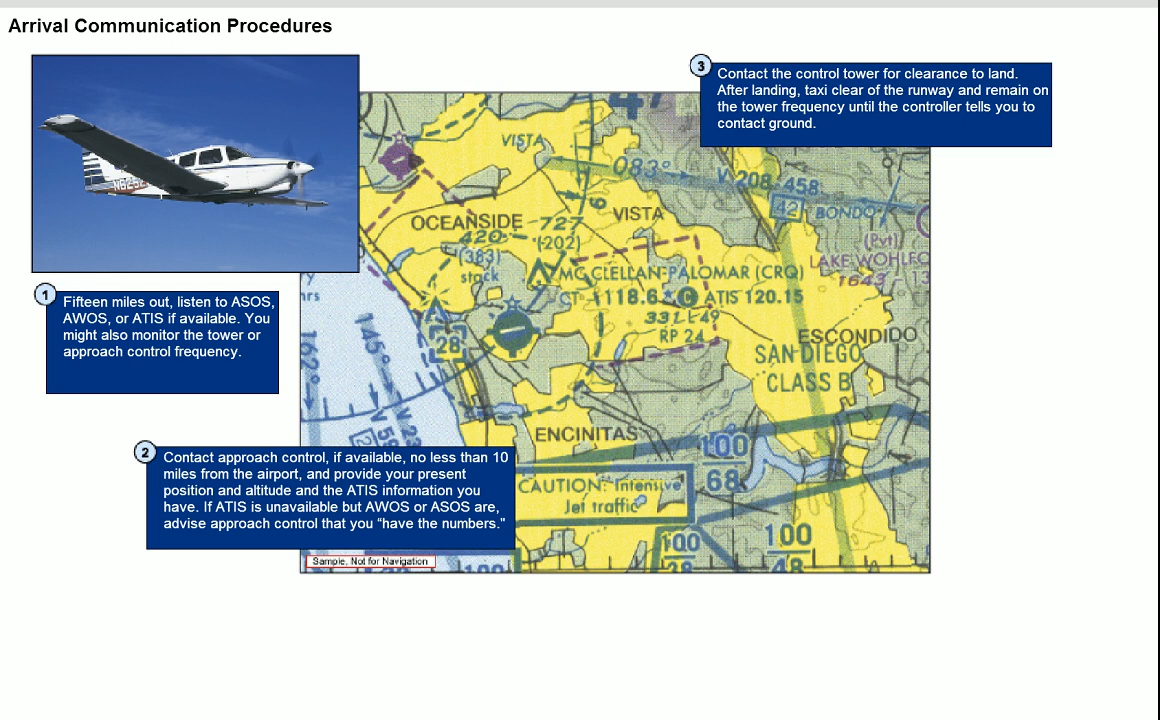 Arrival Communication Procedures
3
Contact the control tower for clearance to land.
After landing, taxi clear of the runway and remain on
the tower frequency until the controller tells you to
contact ground.
1
Fifteen miles out, listen to ASOS,
AWOS, or ATIS if available. You
might also monitor the tower or
approach control frequency.
2
Contact approach control, if available, no less than 10
miles from the airport, and provide your present
position and altitude and the ATIS information you
have. If ATIS is unavailable but AWOS or ASOS are,
advise approach control that you “have the numbers.”
VISTA
083°
V 208-458
42
BONDO
OCEANSIDE
727
(202)
VISTA
420
(383)
stack
(Pvt)
LAKE WOHLFO
1643
MC CLELLAN-PALOMAR (CRQ)
CT - 118.6 C ATIS 120.15
331 L 49
RP 24
28
ESCONDIDO
SAN DIEGO
CLASS B
145°
162°
ENCINITAS
100
68
CAUTION: Intensive
Jet traffic
100
100
48
Sample, Not for Navigation